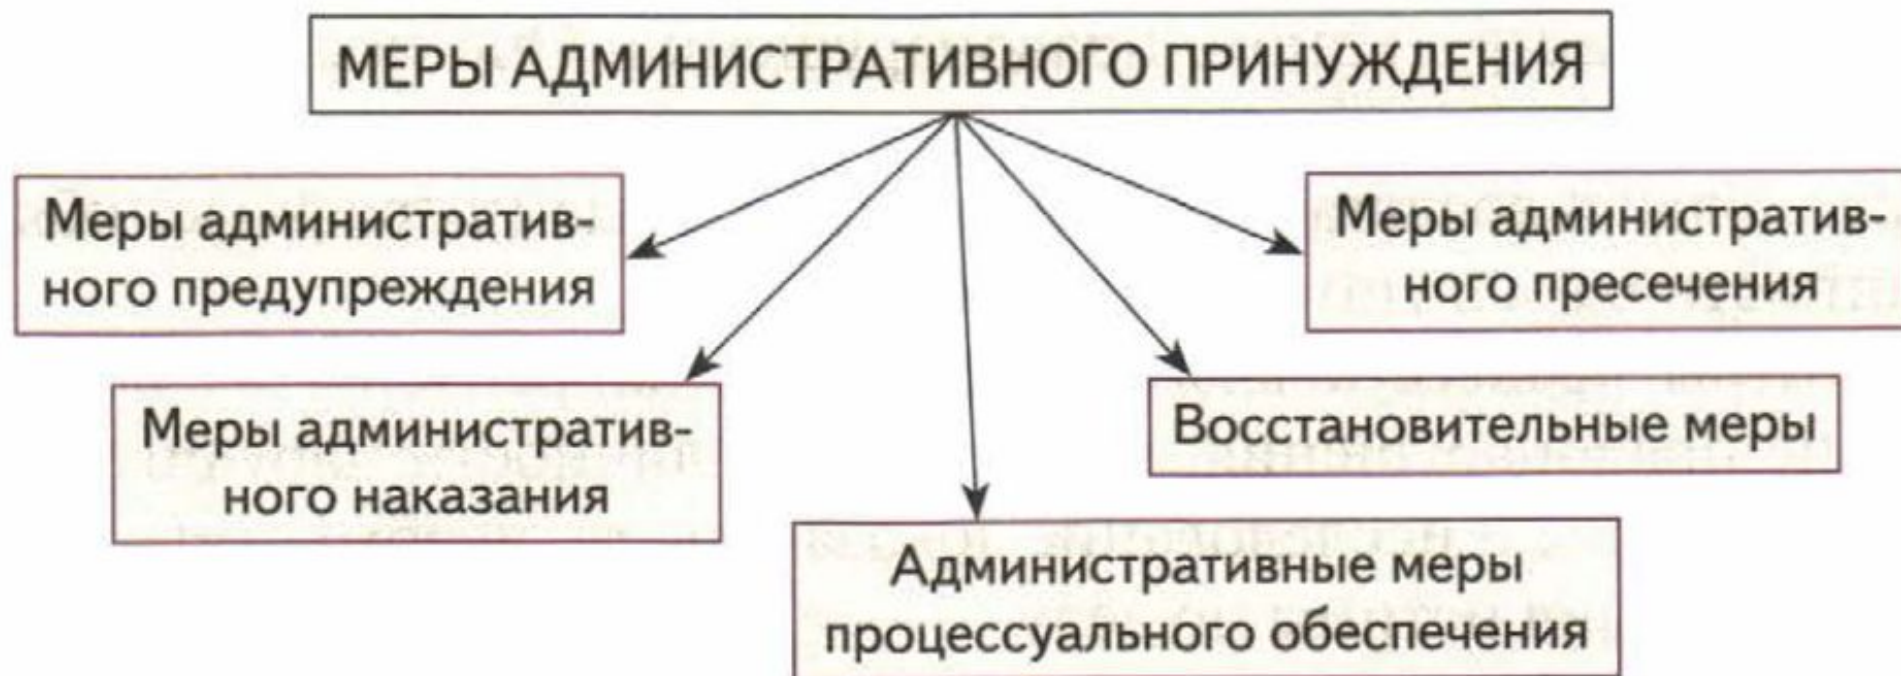 МЕРЫ АДМИНИСТРАТИВНОГО ПРИНУЖДЕНИЯ
Меры административ-
ного предупреждения
Меры административ-
ного пресечения
Меры административ-
ного наказания
Восстановительные меры
Административные меры
процессуального обеспечения